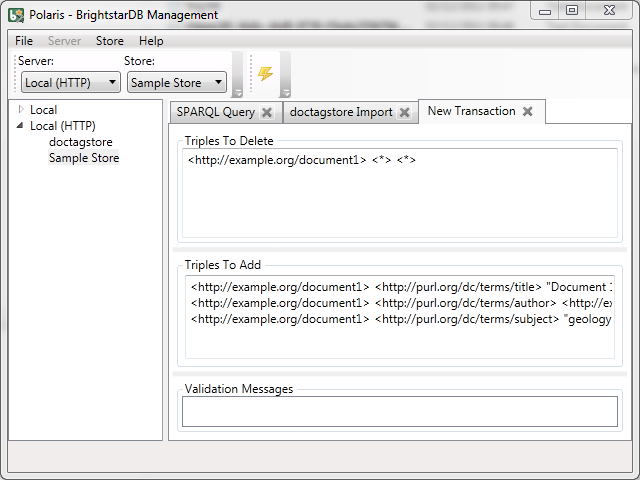 Polaris - BrightstarDB Management
File Server Store Help
Server: Store:
Local (HTTP) Sample Store
Local
Local (HTTP)
doctagstore
Sample Store
SPARQL Query doctagstore Import New Transaction
Triples To Delete
<http://example.org/document1> <*> <*>
Triples To Add
<http://example.org/document1> <http://purl.org/dc/terms/title> "Document
<http://example.org/document1> <http://purl.org/dc/terms/author> <http://ex
<http://example.org/document1> <http://purl.org/dc/terms/subject> "geology
Validation Messages